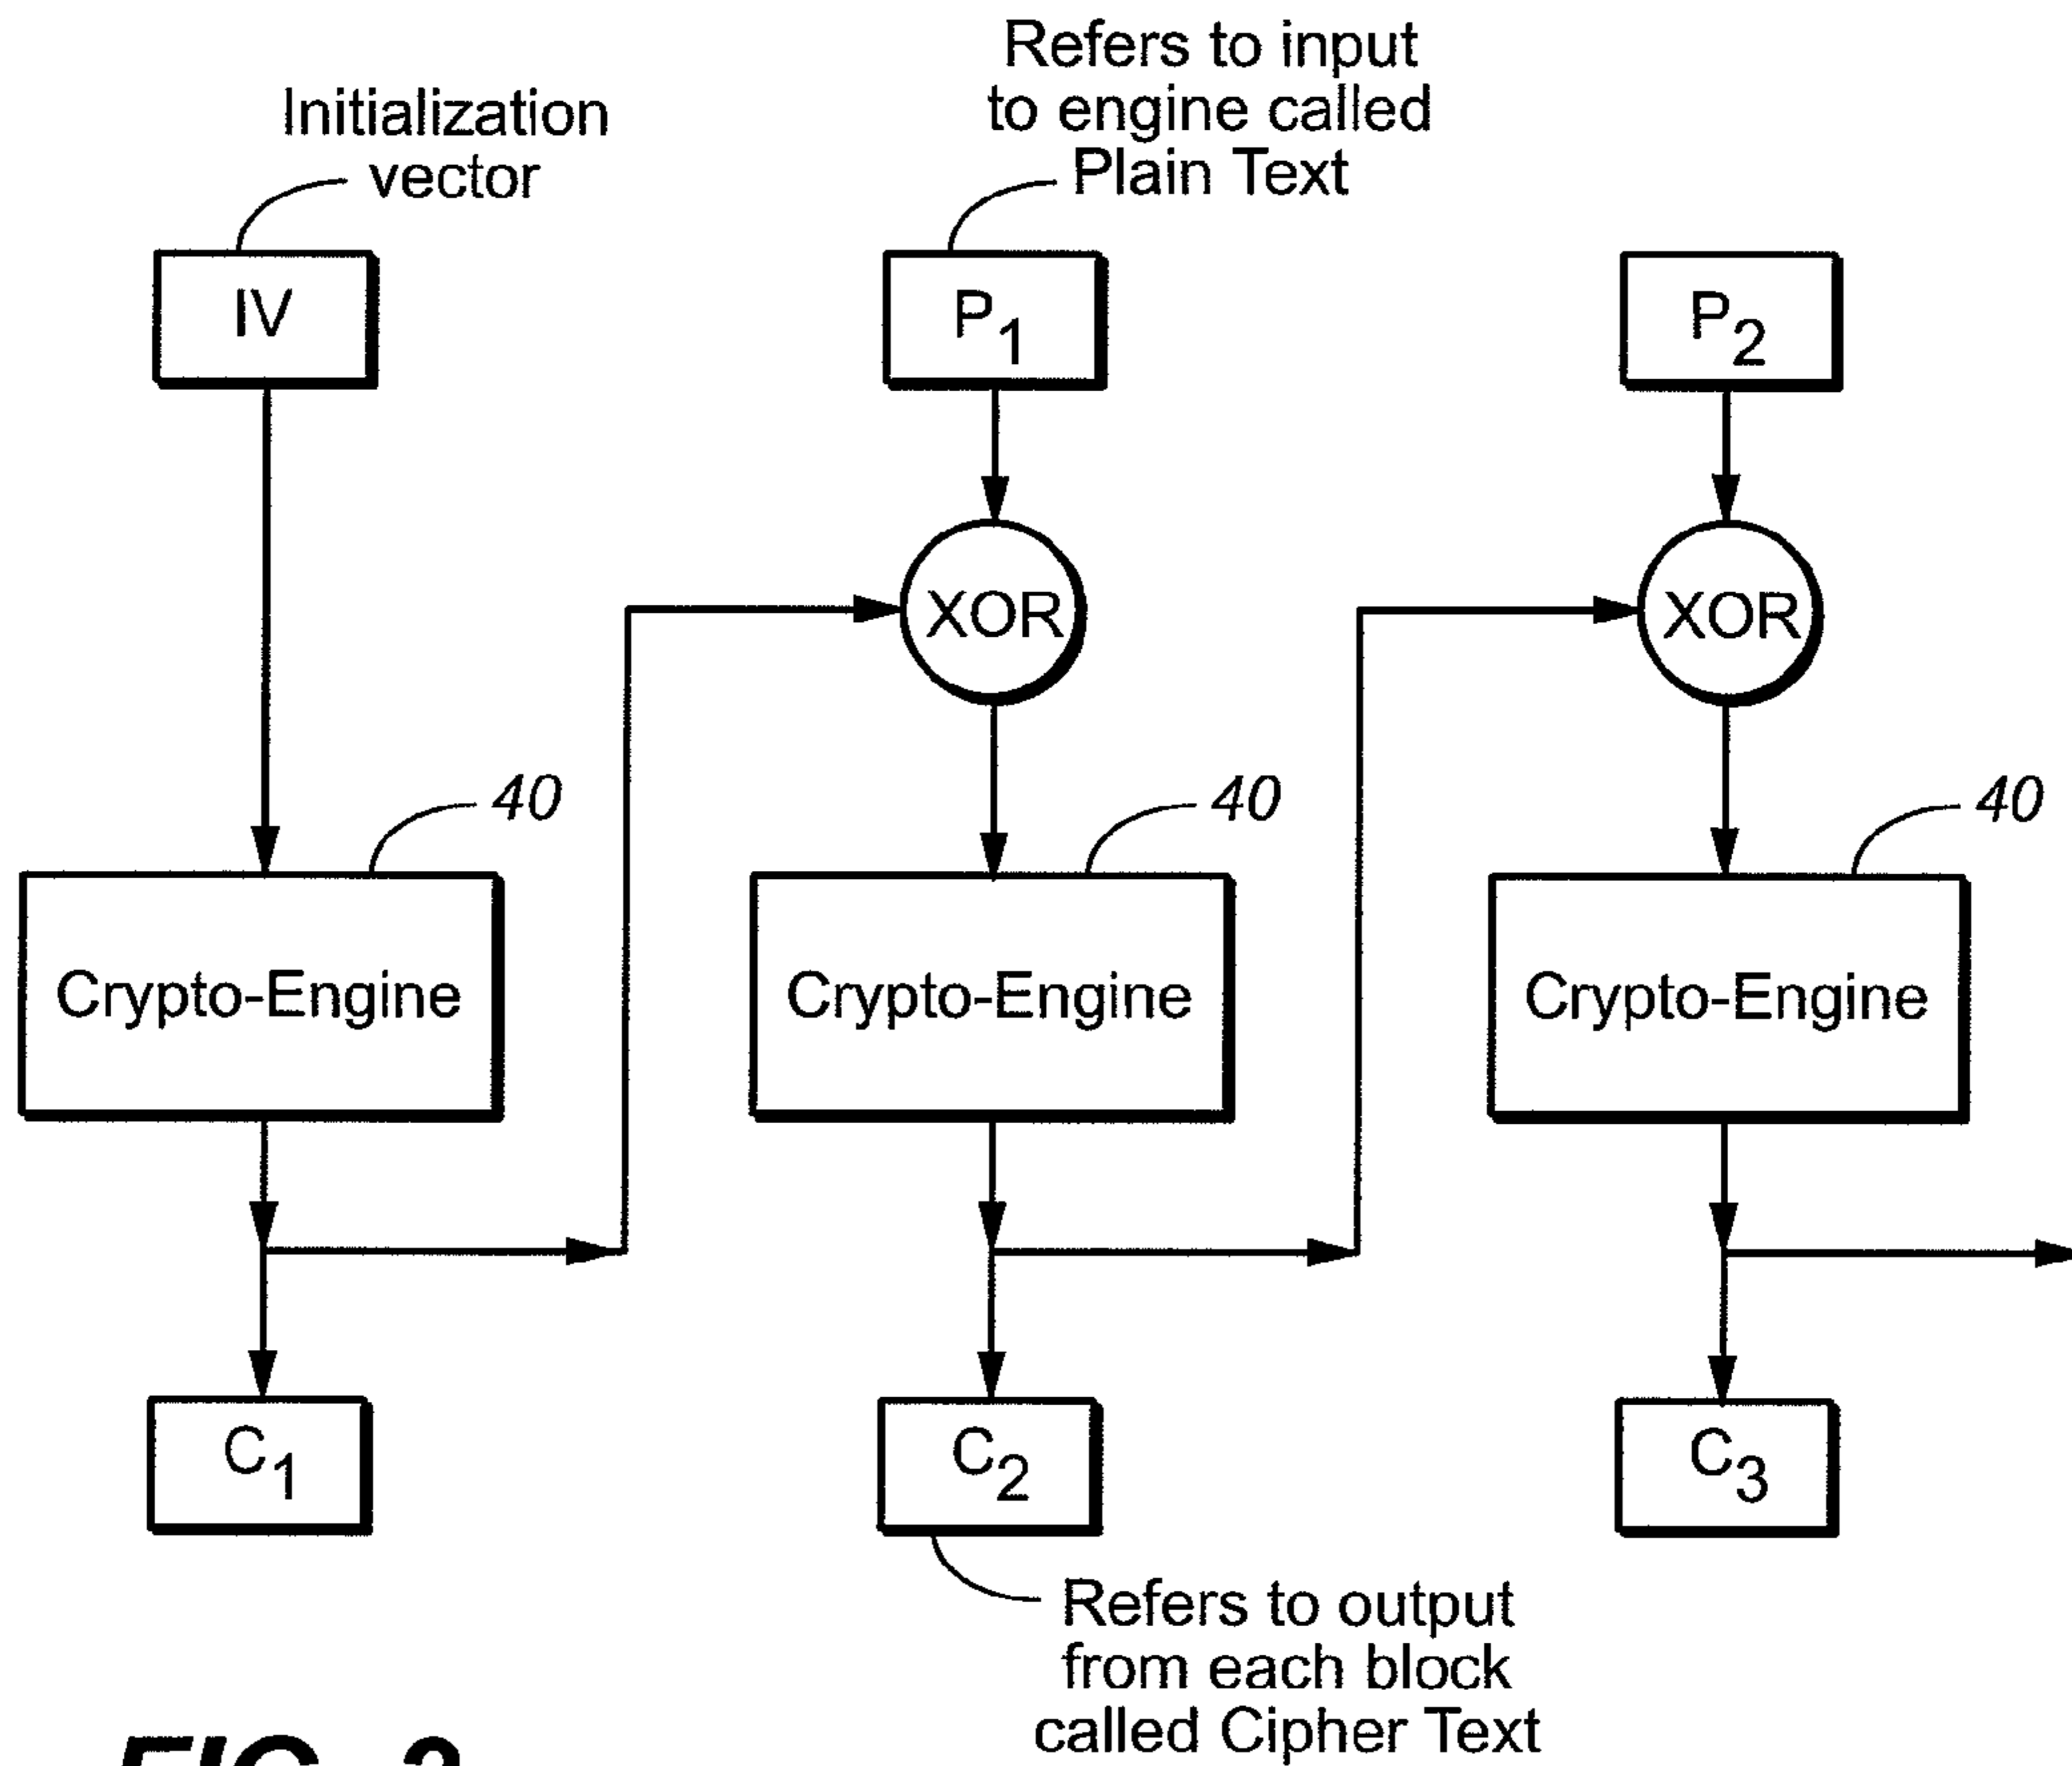 Refers to input
to engine called
Plain Text
Initialization
vector
IV
P1
P2
XOR
XOR
40
40
40
Crypto-Engine
Crypto-Engine
Crypto-Engine
C1
C2
C3
Refers to output
from each block
called Cipher Text